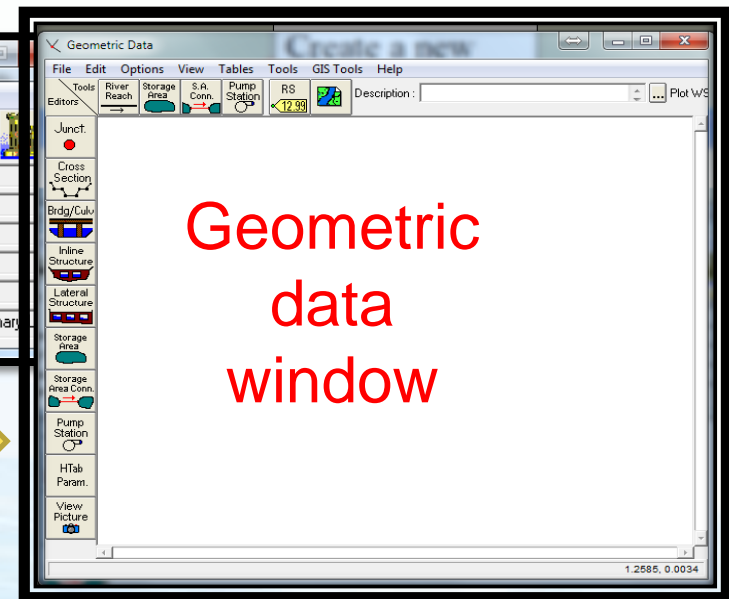 Create a new
Geometric Data
File Edit Options View Tables Tools GIS Tools Help
Tools
Editors
River
Reach
Storage
Area
S.A.
Conn.
Pump
Station
RS
12.99
Description :
...
Plot WS
Junct.
Cross
Section
Brdg/Culv
Inline
Structure
Lateral
Structure
Storage
Area
Storage
Area Conn.
Pump
Station
HTab
Param.
View
Picture
Geometric
data
window
1.2585, 0.0034